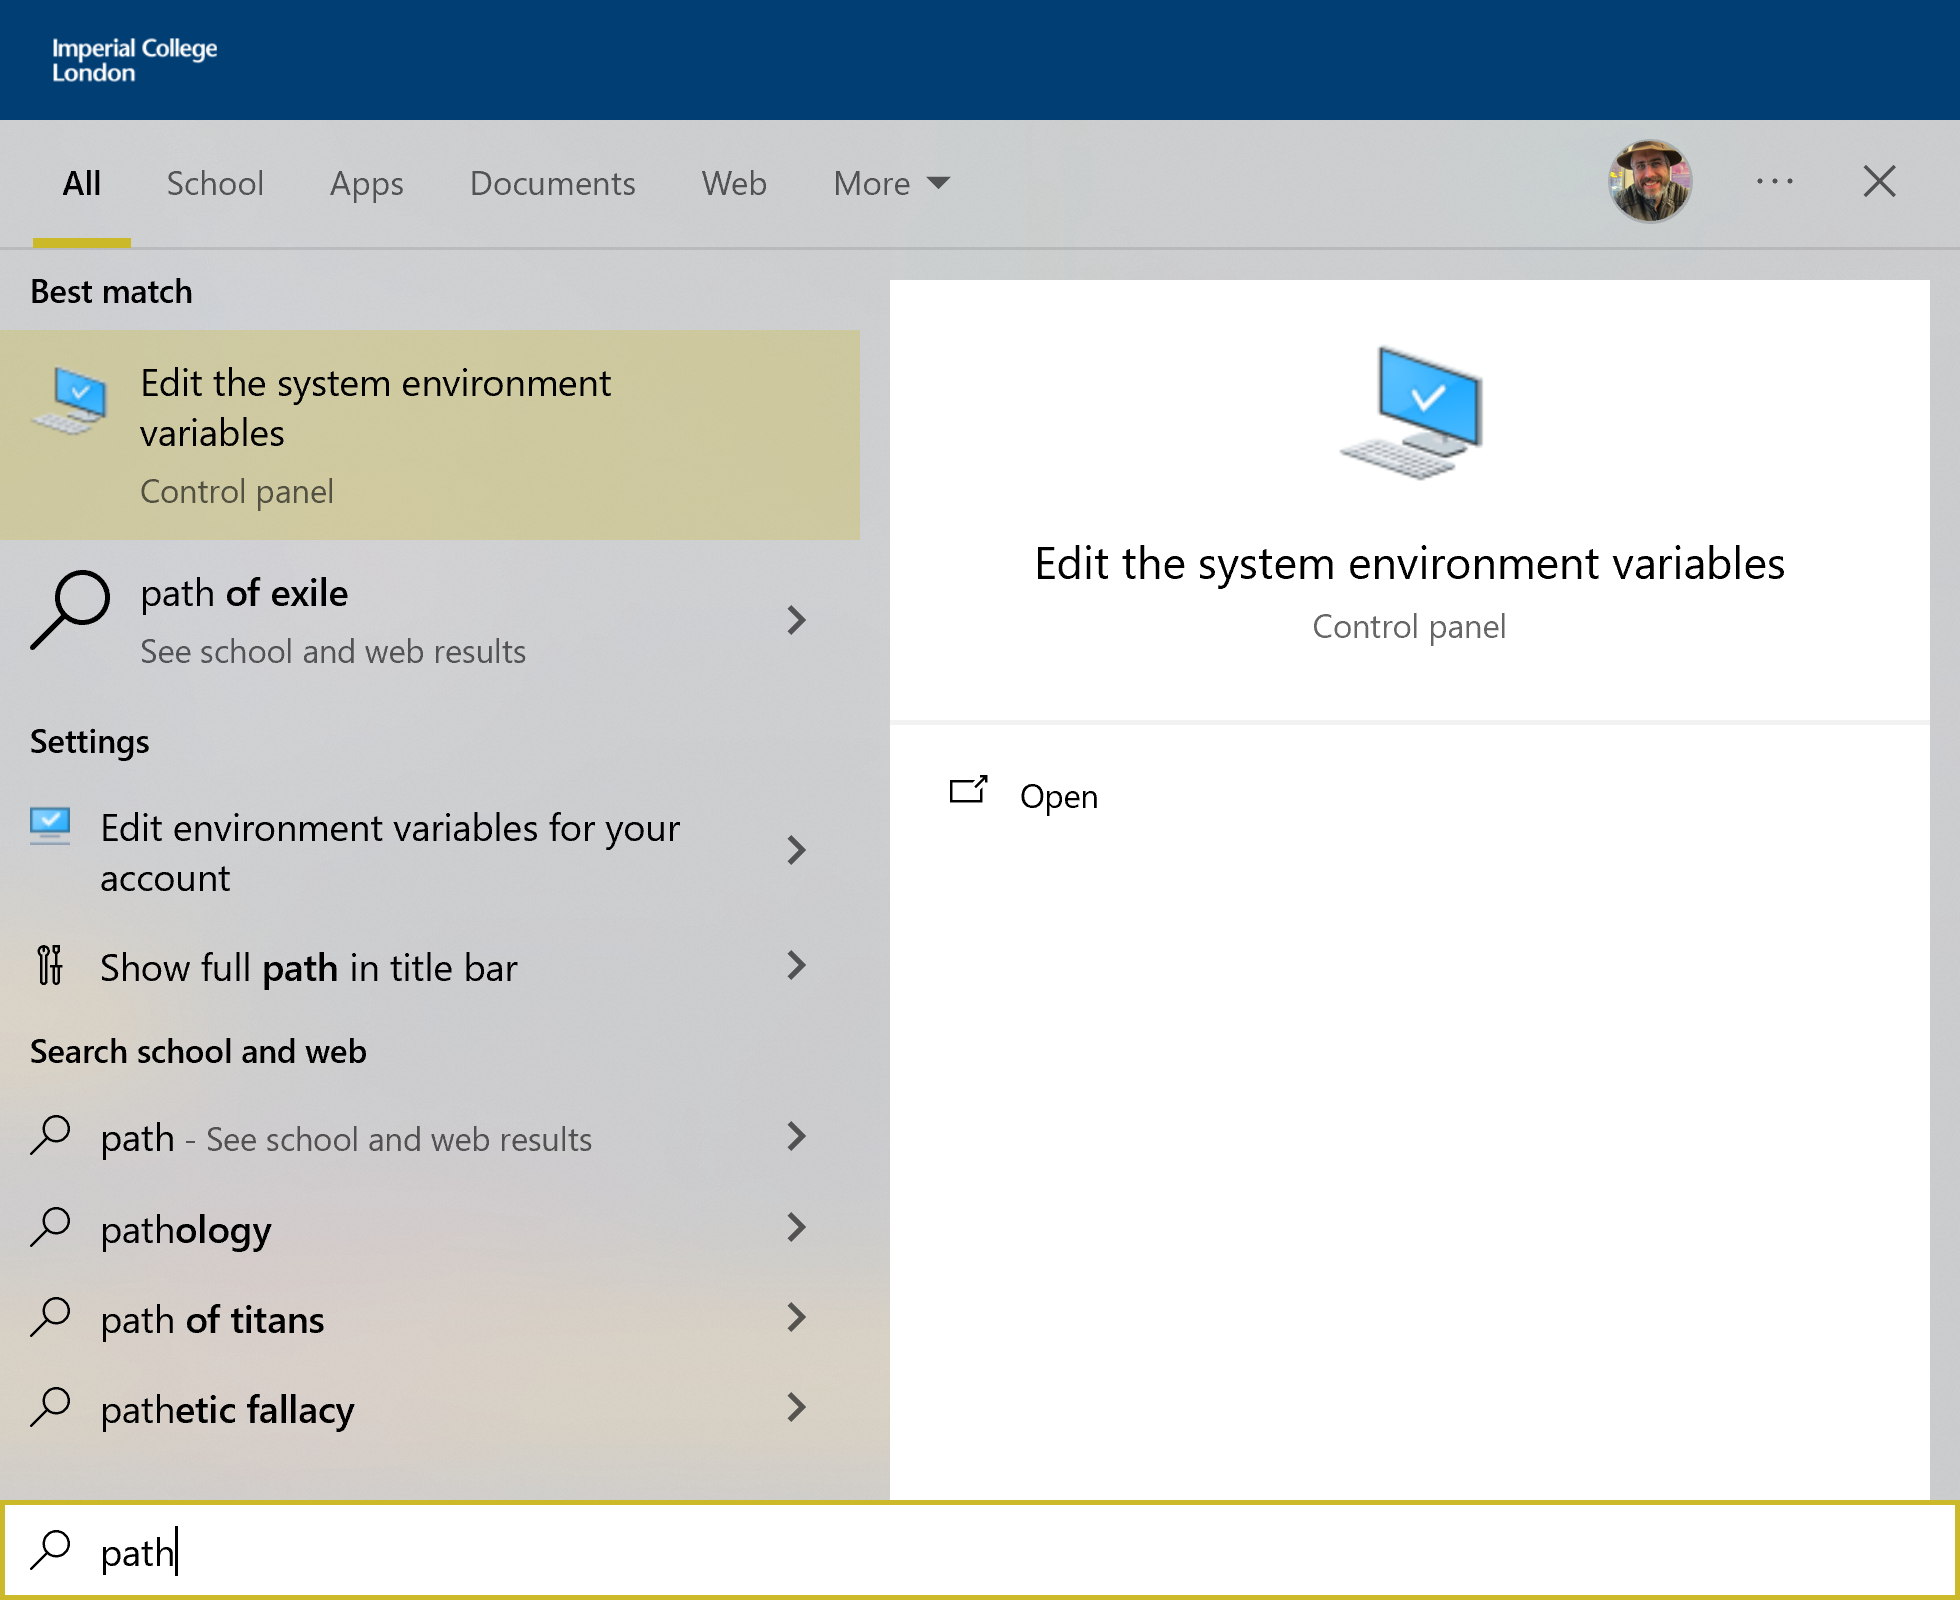 Imperial College
London
All School Apps Documents Web More
Best match
Edit the system environment
variables
Control panel
path of exile
See school and web results
Settings
Edit environment variables for your
account
Show full path in title bar
Search school and web
path - See school and web results
pathology
path of titans
pathetic fallacy
Edit the system environment variables
Control panel
Open
path